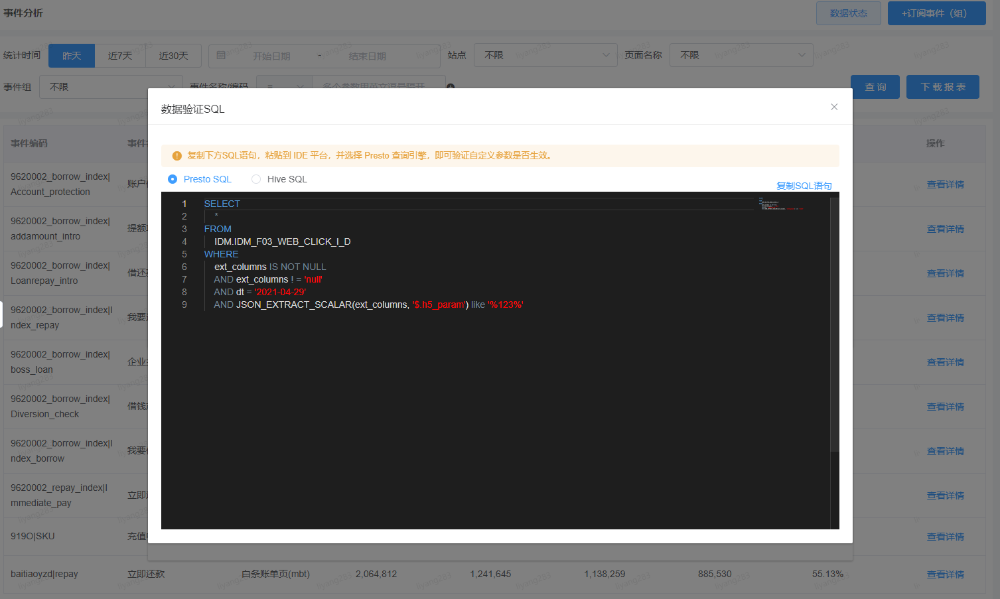 事件分析
数据状态
+订阅事件（组）
统计时间
昨天
近7天
近30天
开始日期 - 结束日期
站点
不限
页面名称
不限
事件组
不限
事件名称/编码
=
多个参数用英文逗号隔开
查 询
下 载 报 表
数据验证SQL
复制下方SQL语句，粘贴到 IDE 平台，并选择 Presto 查询引擎，即可验证自定义参数是否生效。
Presto SQL
Hive SQL
复制SQL语句
1 SELECT
2 *
3 FROM
4 IDM.IDM_F03_WEB_CLICK_I_D
5 WHERE
6 ext_columns IS NOT NULL
7 AND ext_columns ! = 'null'
8 AND dt = '2021-04-29'
9 AND JSON_EXTRACT_SCALAR(ext_columns, '$.h5_param') like '%123%'
事件编码
事件
操作
9620002_borrow_index|
Account_protection
账户
查看详情
9620002_borrow_index|
addamount_intro
提额
查看详情
9620002_borrow_index|
Loanrepay_intro
借还
查看详情
9620002_borrow_index|I
ndex_repay
我要
查看详情
9620002_borrow_index|
boss_loan
企业
查看详情
9620002_borrow_index|
Diversion_check
借钱
查看详情
9620002_borrow_index|I
ndex_borrow
我要
查看详情
9620002_repay_index|I
mmediate_pay
立即
查看详情
919O|SKU
充值
查看详情
baitiaoyzd|repay
立即还款
白条账单页(mbt)
2,064,812
1,241,645
1,138,259
885,530
55.13%
查看详情
liyang283